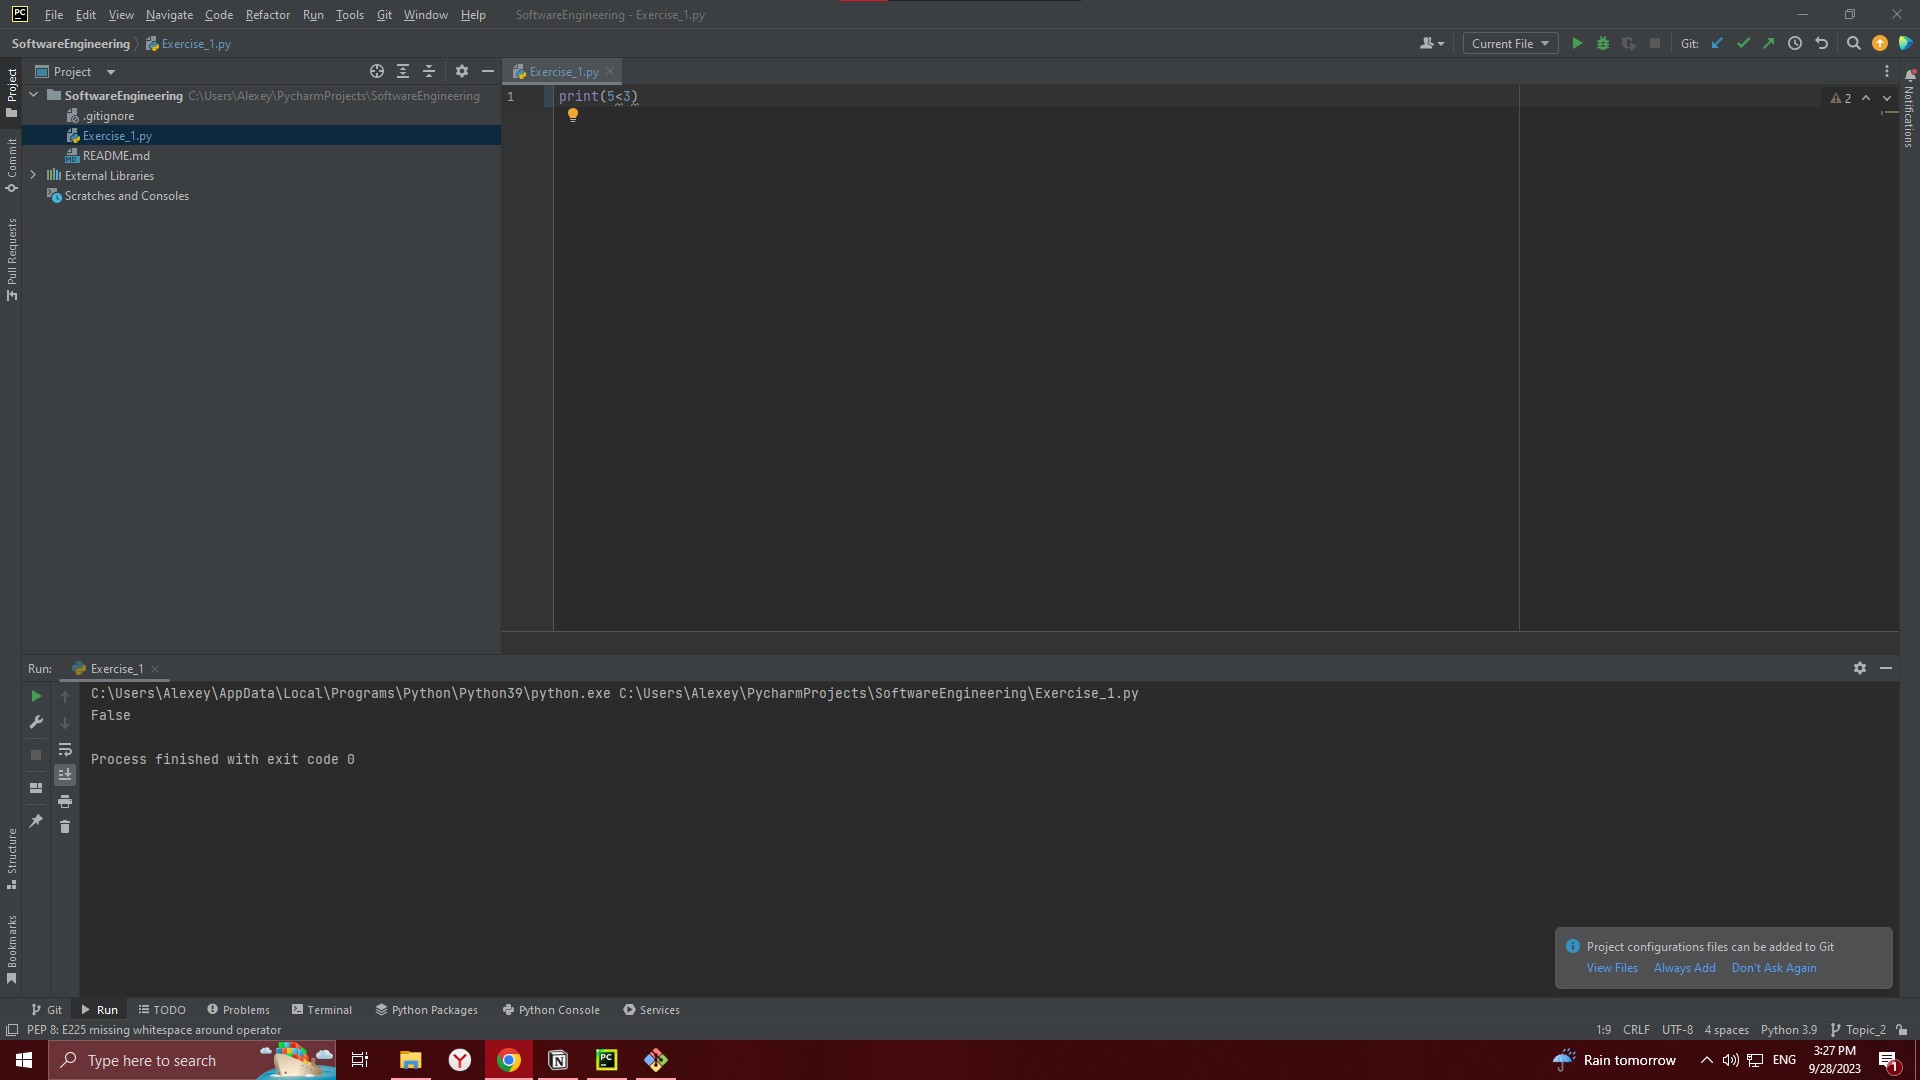 PC File Edit View Navigate Code Refactor Run Tools Git Window Help SoftwareEngineering - Exercise_1.py
SoftwareEngineering Exercise_1.py Current File Git:
Project
Exercise_1.py
SoftwareEngineering C:\Users\Alexey\PycharmProjects\SoftwareEngineering
.gitignore
Exercise_1.py
README.md
External Libraries
Scratches and Consoles
1 print(5<3)
2
Project
Commit
Pull Requests
Structure
Bookmarks
Notifications
Run: Exercise_1
C:\Users\Alexey\AppData\Local\Programs\Python\Python39\python.exe C:\Users\Alexey\PycharmProjects\SoftwareEngineering\Exercise_1.py
False
Process finished with exit code 0
Project configurations files can be added to Git
View Files Always Add Don't Ask Again
Git Run TODO Problems Terminal Python Packages Python Console Services
PEP 8: E225 missing whitespace around operator 1:9 CRLF UTF-8 4 spaces Python 3.9 Topic_2
Type here to search
PC
Rain tomorrow ENG
3:27 PM
9/28/2023
1